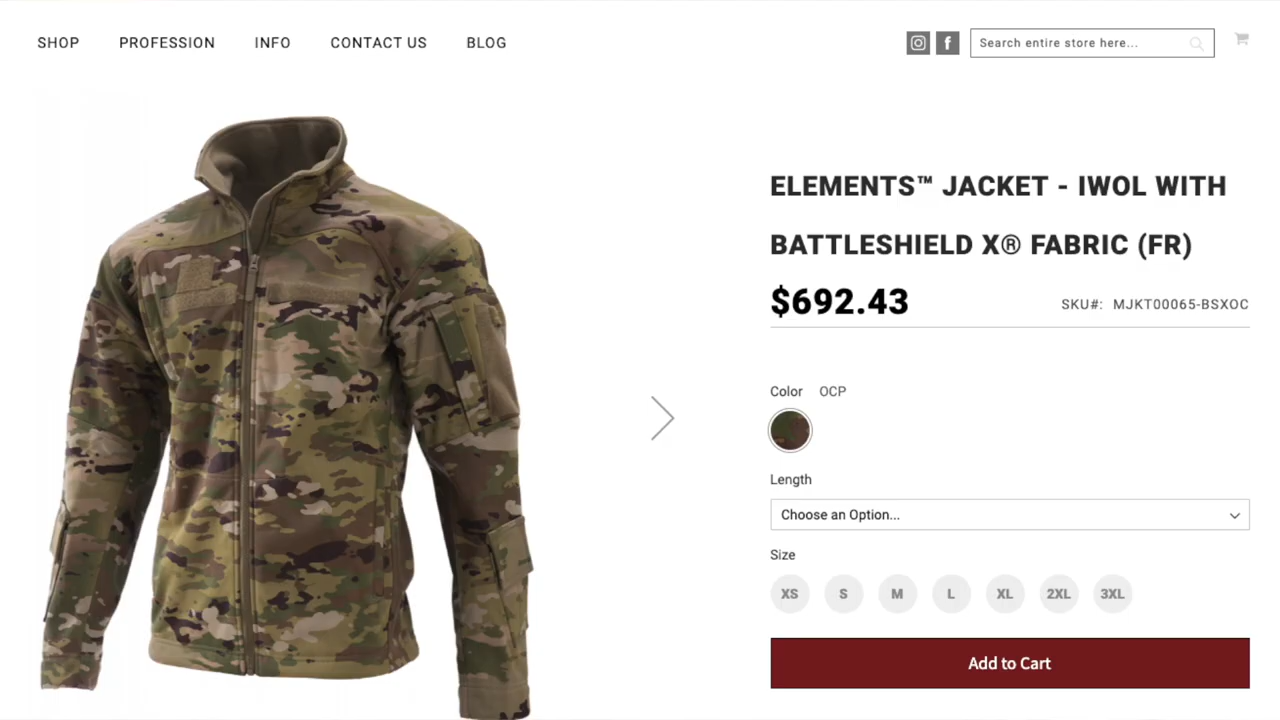 SHOP PROFESSION INFO CONTACT US BLOG
Search entire store here...
ELEMENTS™ JACKET - IWOL WITH
BATTLESHIELD X® FABRIC (FR)
$692.43 SKU#: MJKT00065-BSXOC
Color OCP
Length
Choose an Option...
Size
XS S M L XL 2XL 3XL
Add to Cart